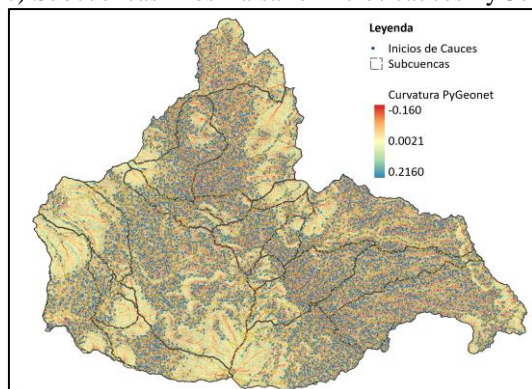 Leyenda
Inicios de Cauces
Subcuencas
Curvatura PyGeonet
-0.160
0.0021
0.2160